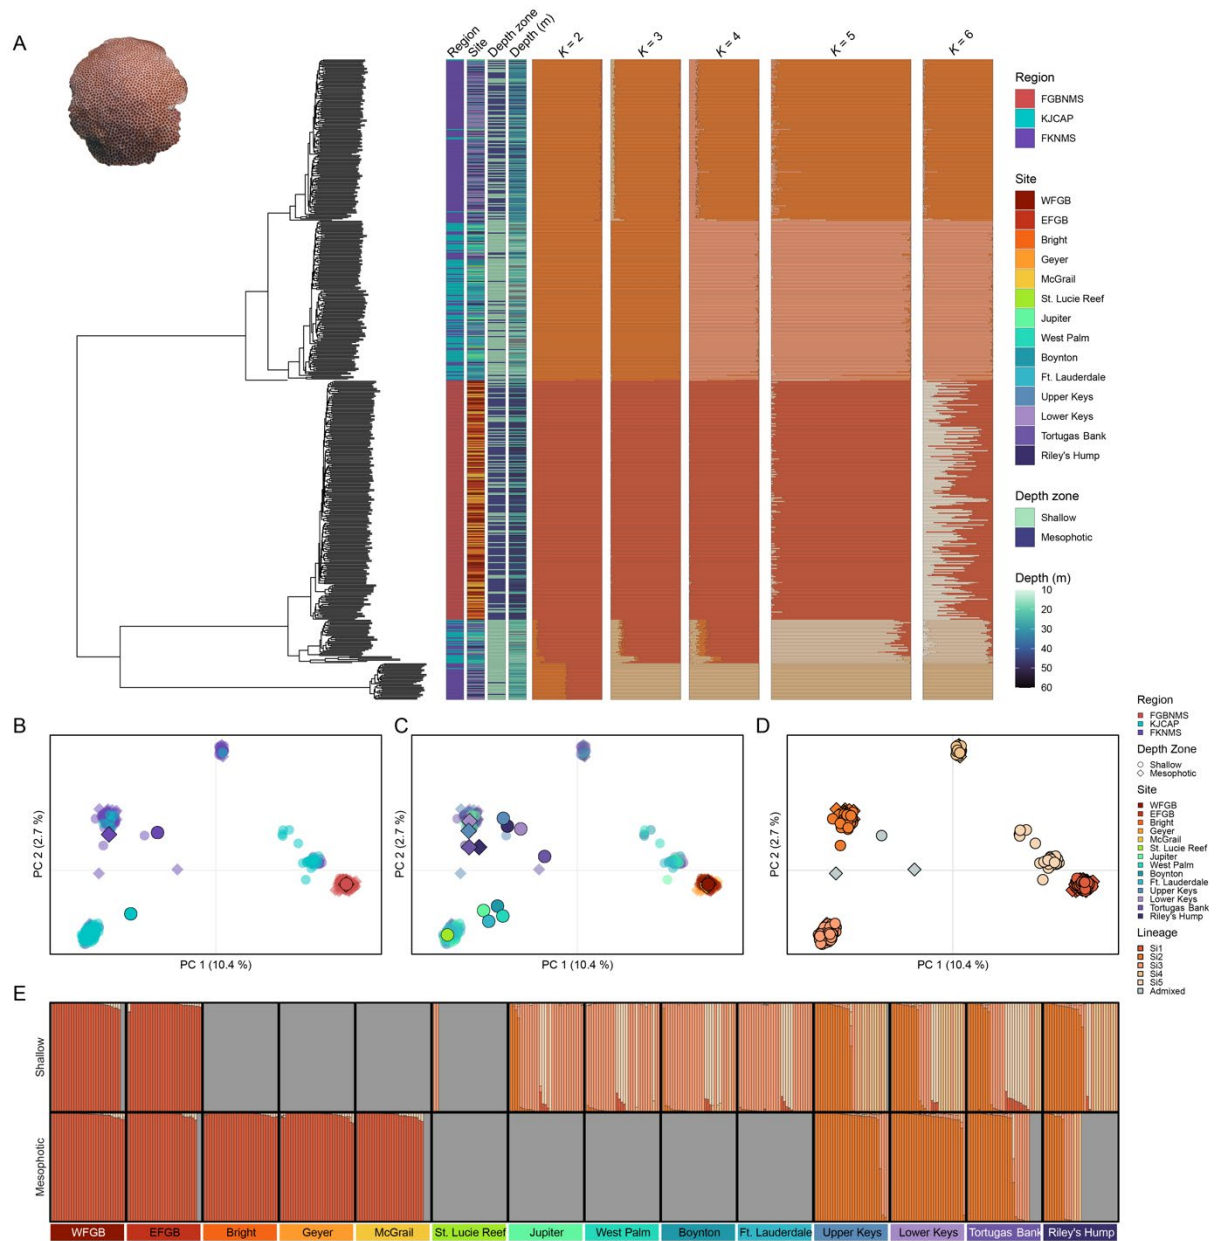 A
Region
Site
Depth zone
Depth (m)
K = 2
K = 3
K = 4
K = 5
K = 6
Region
FGBNMS
KJCAP
FKNMS
Site
WFGB
EFGB
Bright
Geyer
McGrail
St. Lucie Reef
Jupiter
West Palm
Boynton
Ft. Lauderdale
Upper Keys
Lower Keys
Tortugas Bank
Riley's Hump
Depth zone
Shallow
Mesophotic
Depth (m)
10
20
30
40
50
60
B
PC 2 (2.7 %)
PC 1 (10.4 %)
C
PC 2 (2.7 %)
PC 1 (10.4 %)
D
PC 2 (2.7 %)
PC 1 (10.4 %)
Region
FGBNMS
KJCAP
FKNMS
Depth Zone
Shallow
Mesophotic
Site
WFGB
EFGB
Bright
Geyer
McGrail
St. Lucie Reef
Jupiter
West Palm
Boynton
Ft. Lauderdale
Upper Keys
Lower Keys
Tortugas Bank
Riley's Hump
Lineage
Si1
Si2
Si3
Si4
Si5
Admixed
E
Shallow
Mesophotic
WFGB
EFGB
Bright
Geyer
McGrail
St. Lucie Reef
Jupiter
West Palm
Boynton
Ft. Lauderdale
Upper Keys
Lower Keys
Tortugas Bank
Riley's Hump